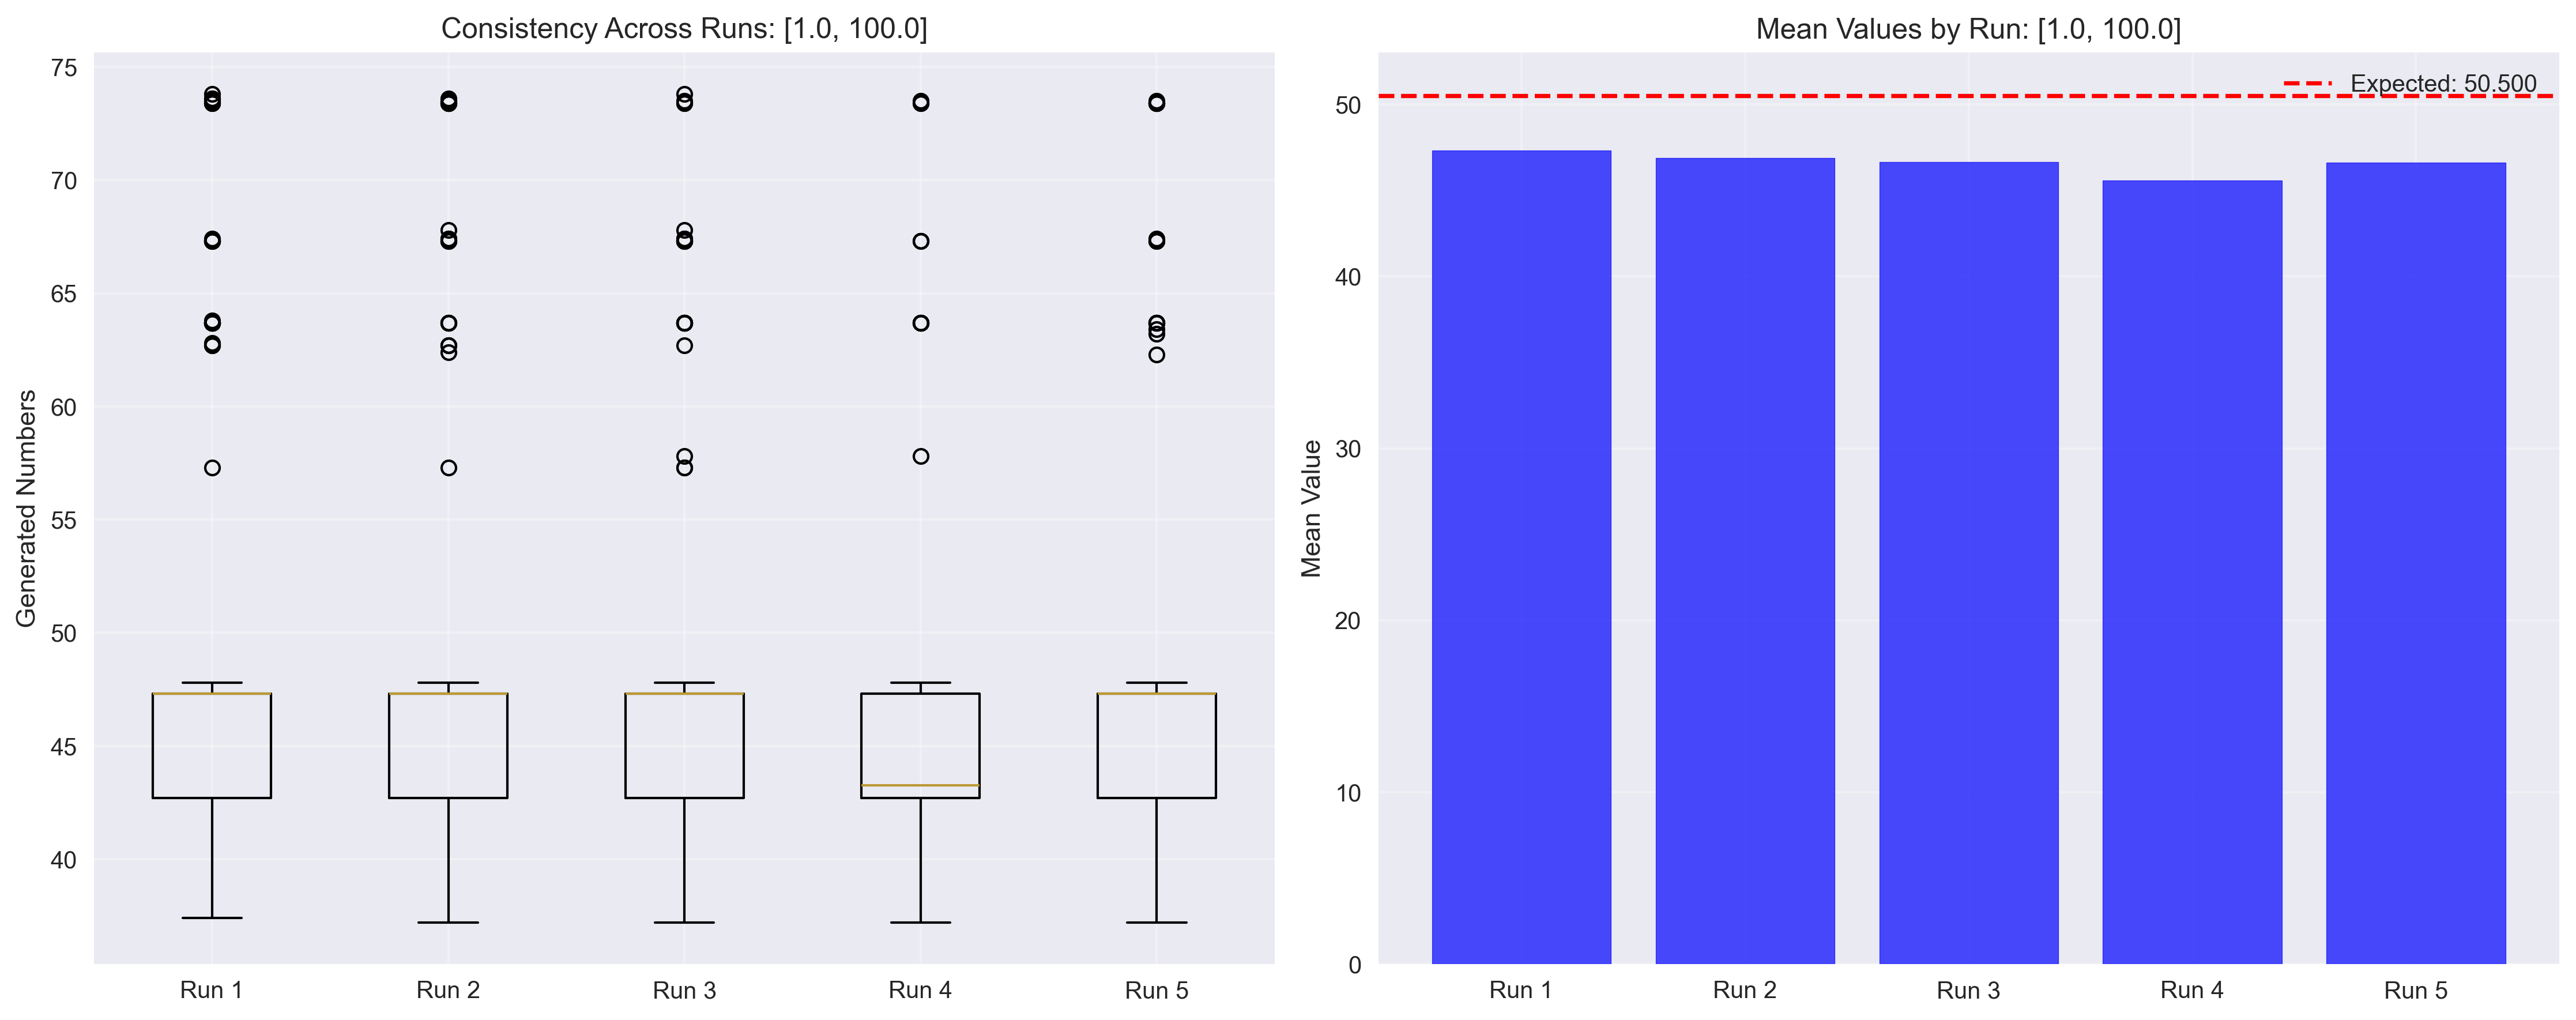 Consistency Across Runs: [1.0, 100.0]
Generated Numbers
75
70
65
60
55
50
45
40
Run 1 Run 2 Run 3 Run 4 Run 5
Mean Values by Run: [1.0, 100.0]
Expected: 50.500
Mean Value
50
40
30
20
10
0
Run 1 Run 2 Run 3 Run 4 Run 5